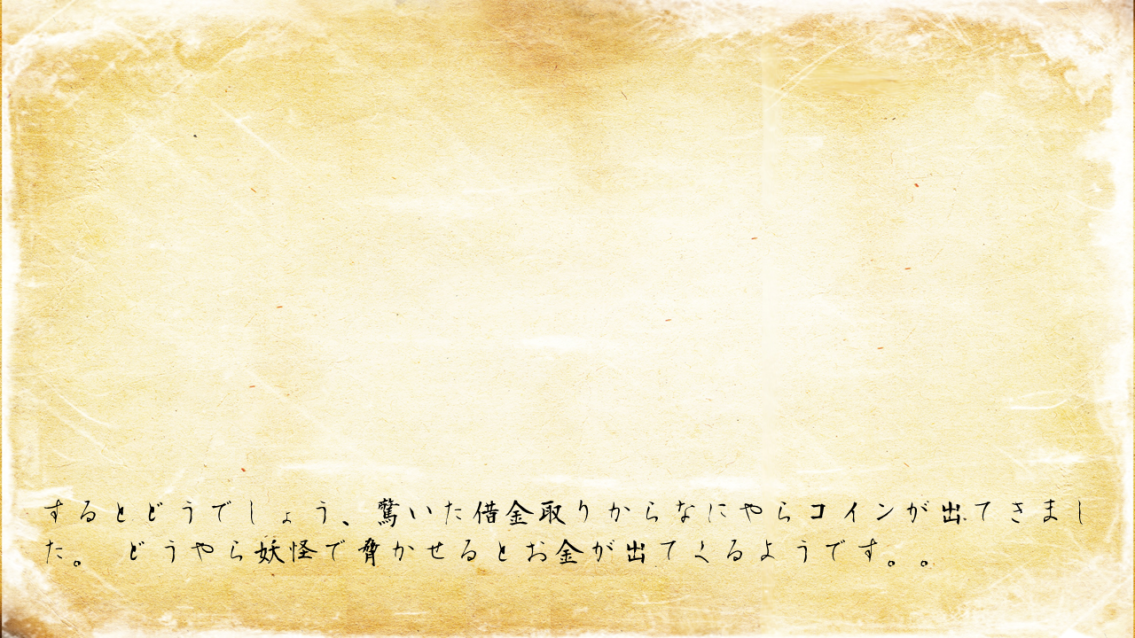 するとどうでしょう、驚いた借金取りからなにやらコインが出てきまし
た。　どうやら妖怪で脅かせるとお金が出てくるようです。。